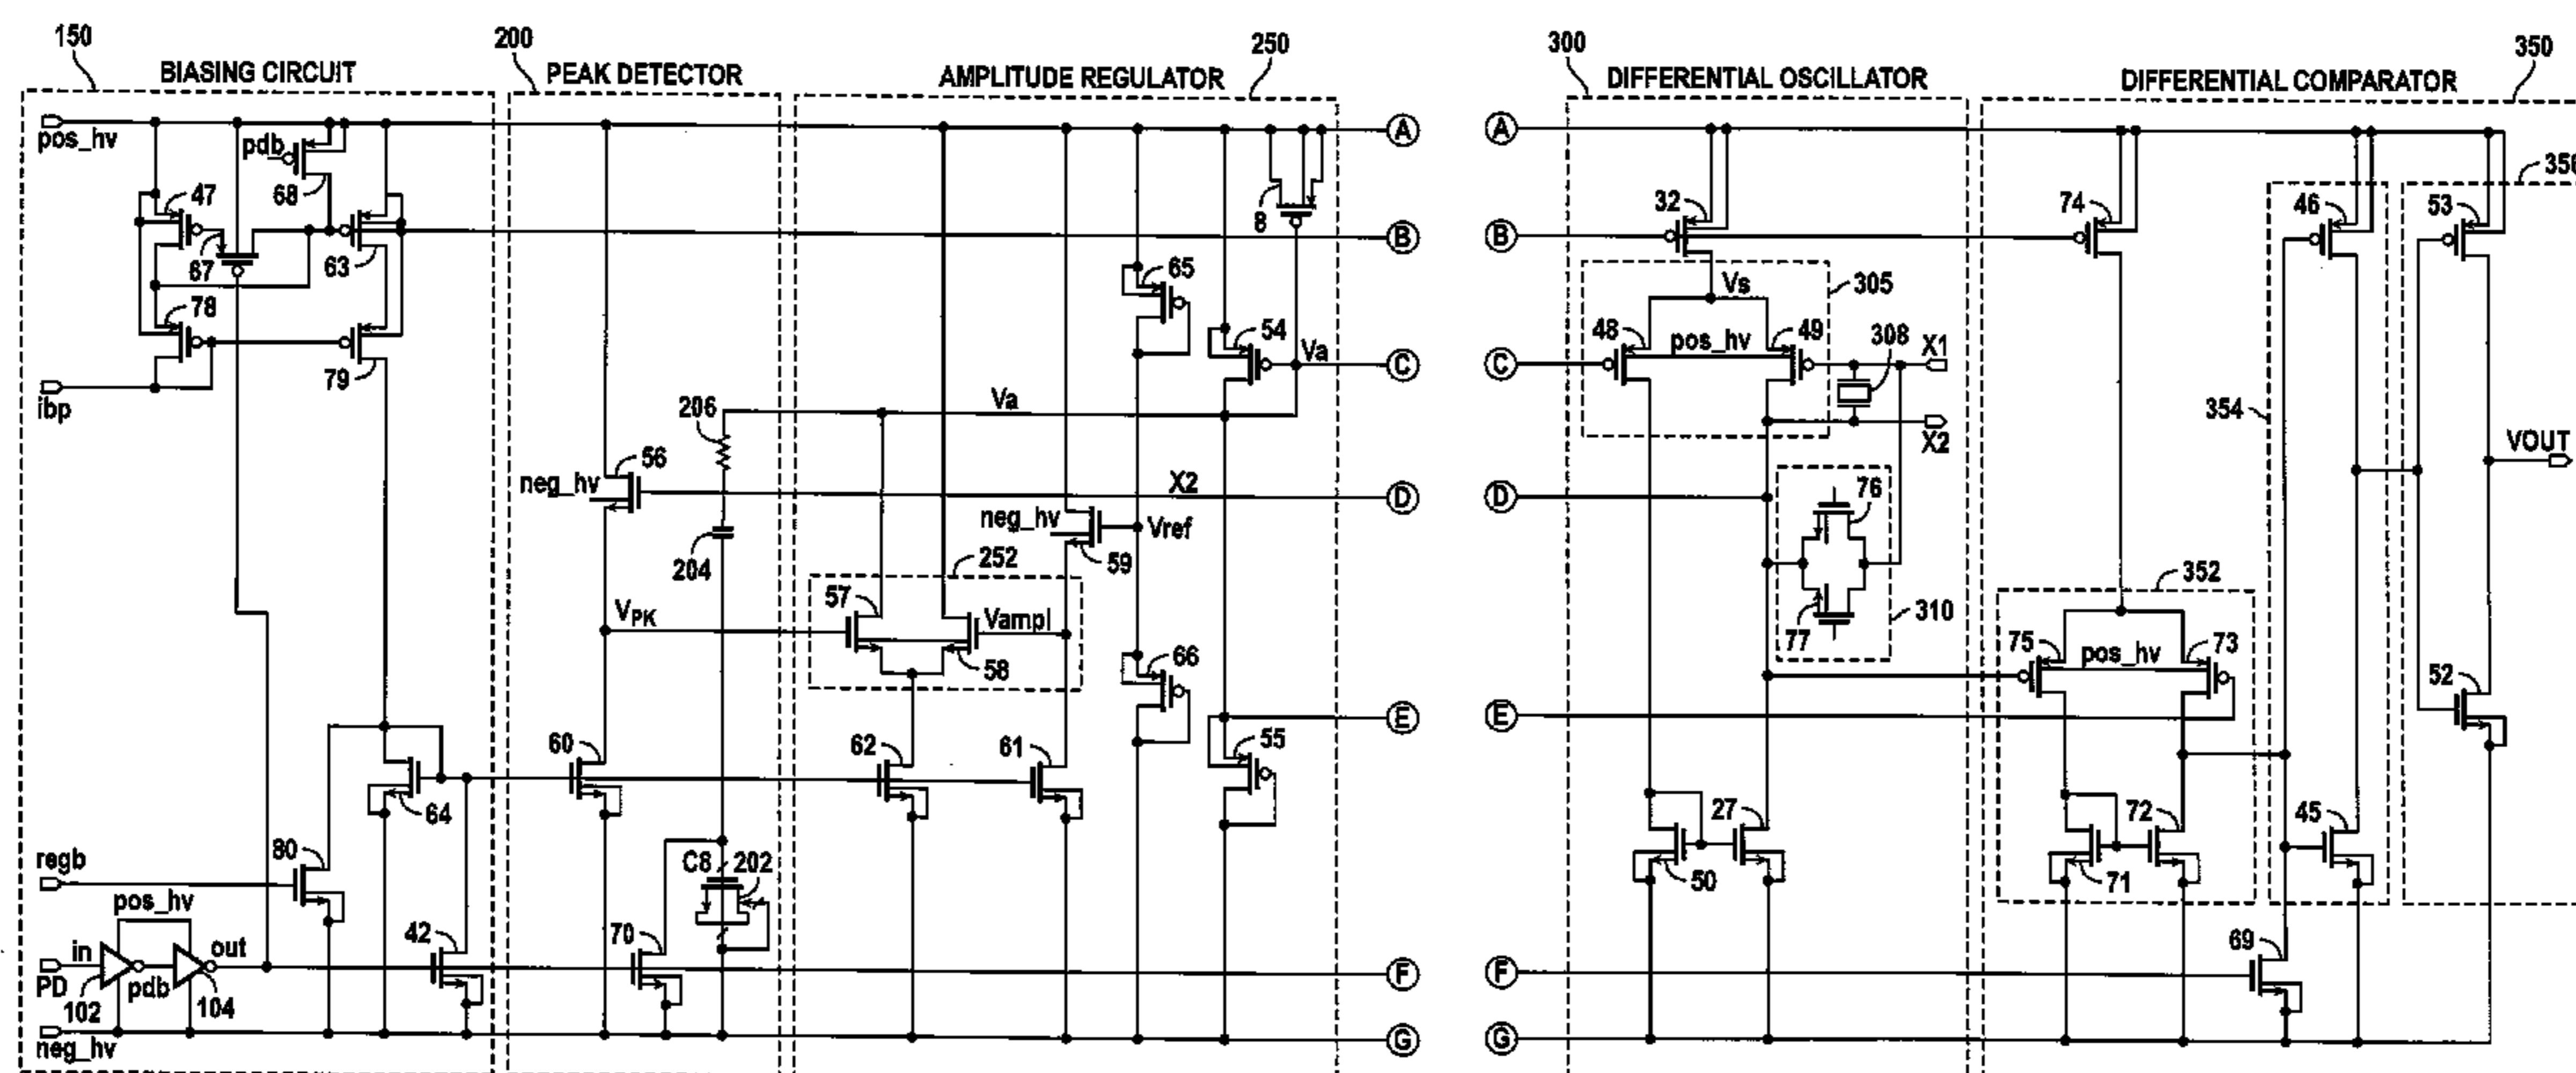 150
200
250
300
350
BIASING CIRCUIT
PEAK DETECTOR
AMPLITUDE REGULATOR
DIFFERENTIAL OSCILLATOR
DIFFERENTIAL COMPARATOR
pos_hv
pdb
68
47
67
63
78
79
ibp
regb
80
64
pos_hv
in
out
PD
102
pdb
104
42
neg_hv
206
56
neg_hv
204
VPK
60
C8
202
70
8
65
54
Va
Va
X2
neg_hv
Vref
59
252
57
Vampl
58
66
62
61
55
A
B
C
D
E
F
G
A
B
C
D
E
F
G
32
Vs
305
48
pos_hv
49
308
X1
X2
76
77
310
27
50
74
46
53
354
VOUT
352
75
pos_hv
73
52
72
71
45
69